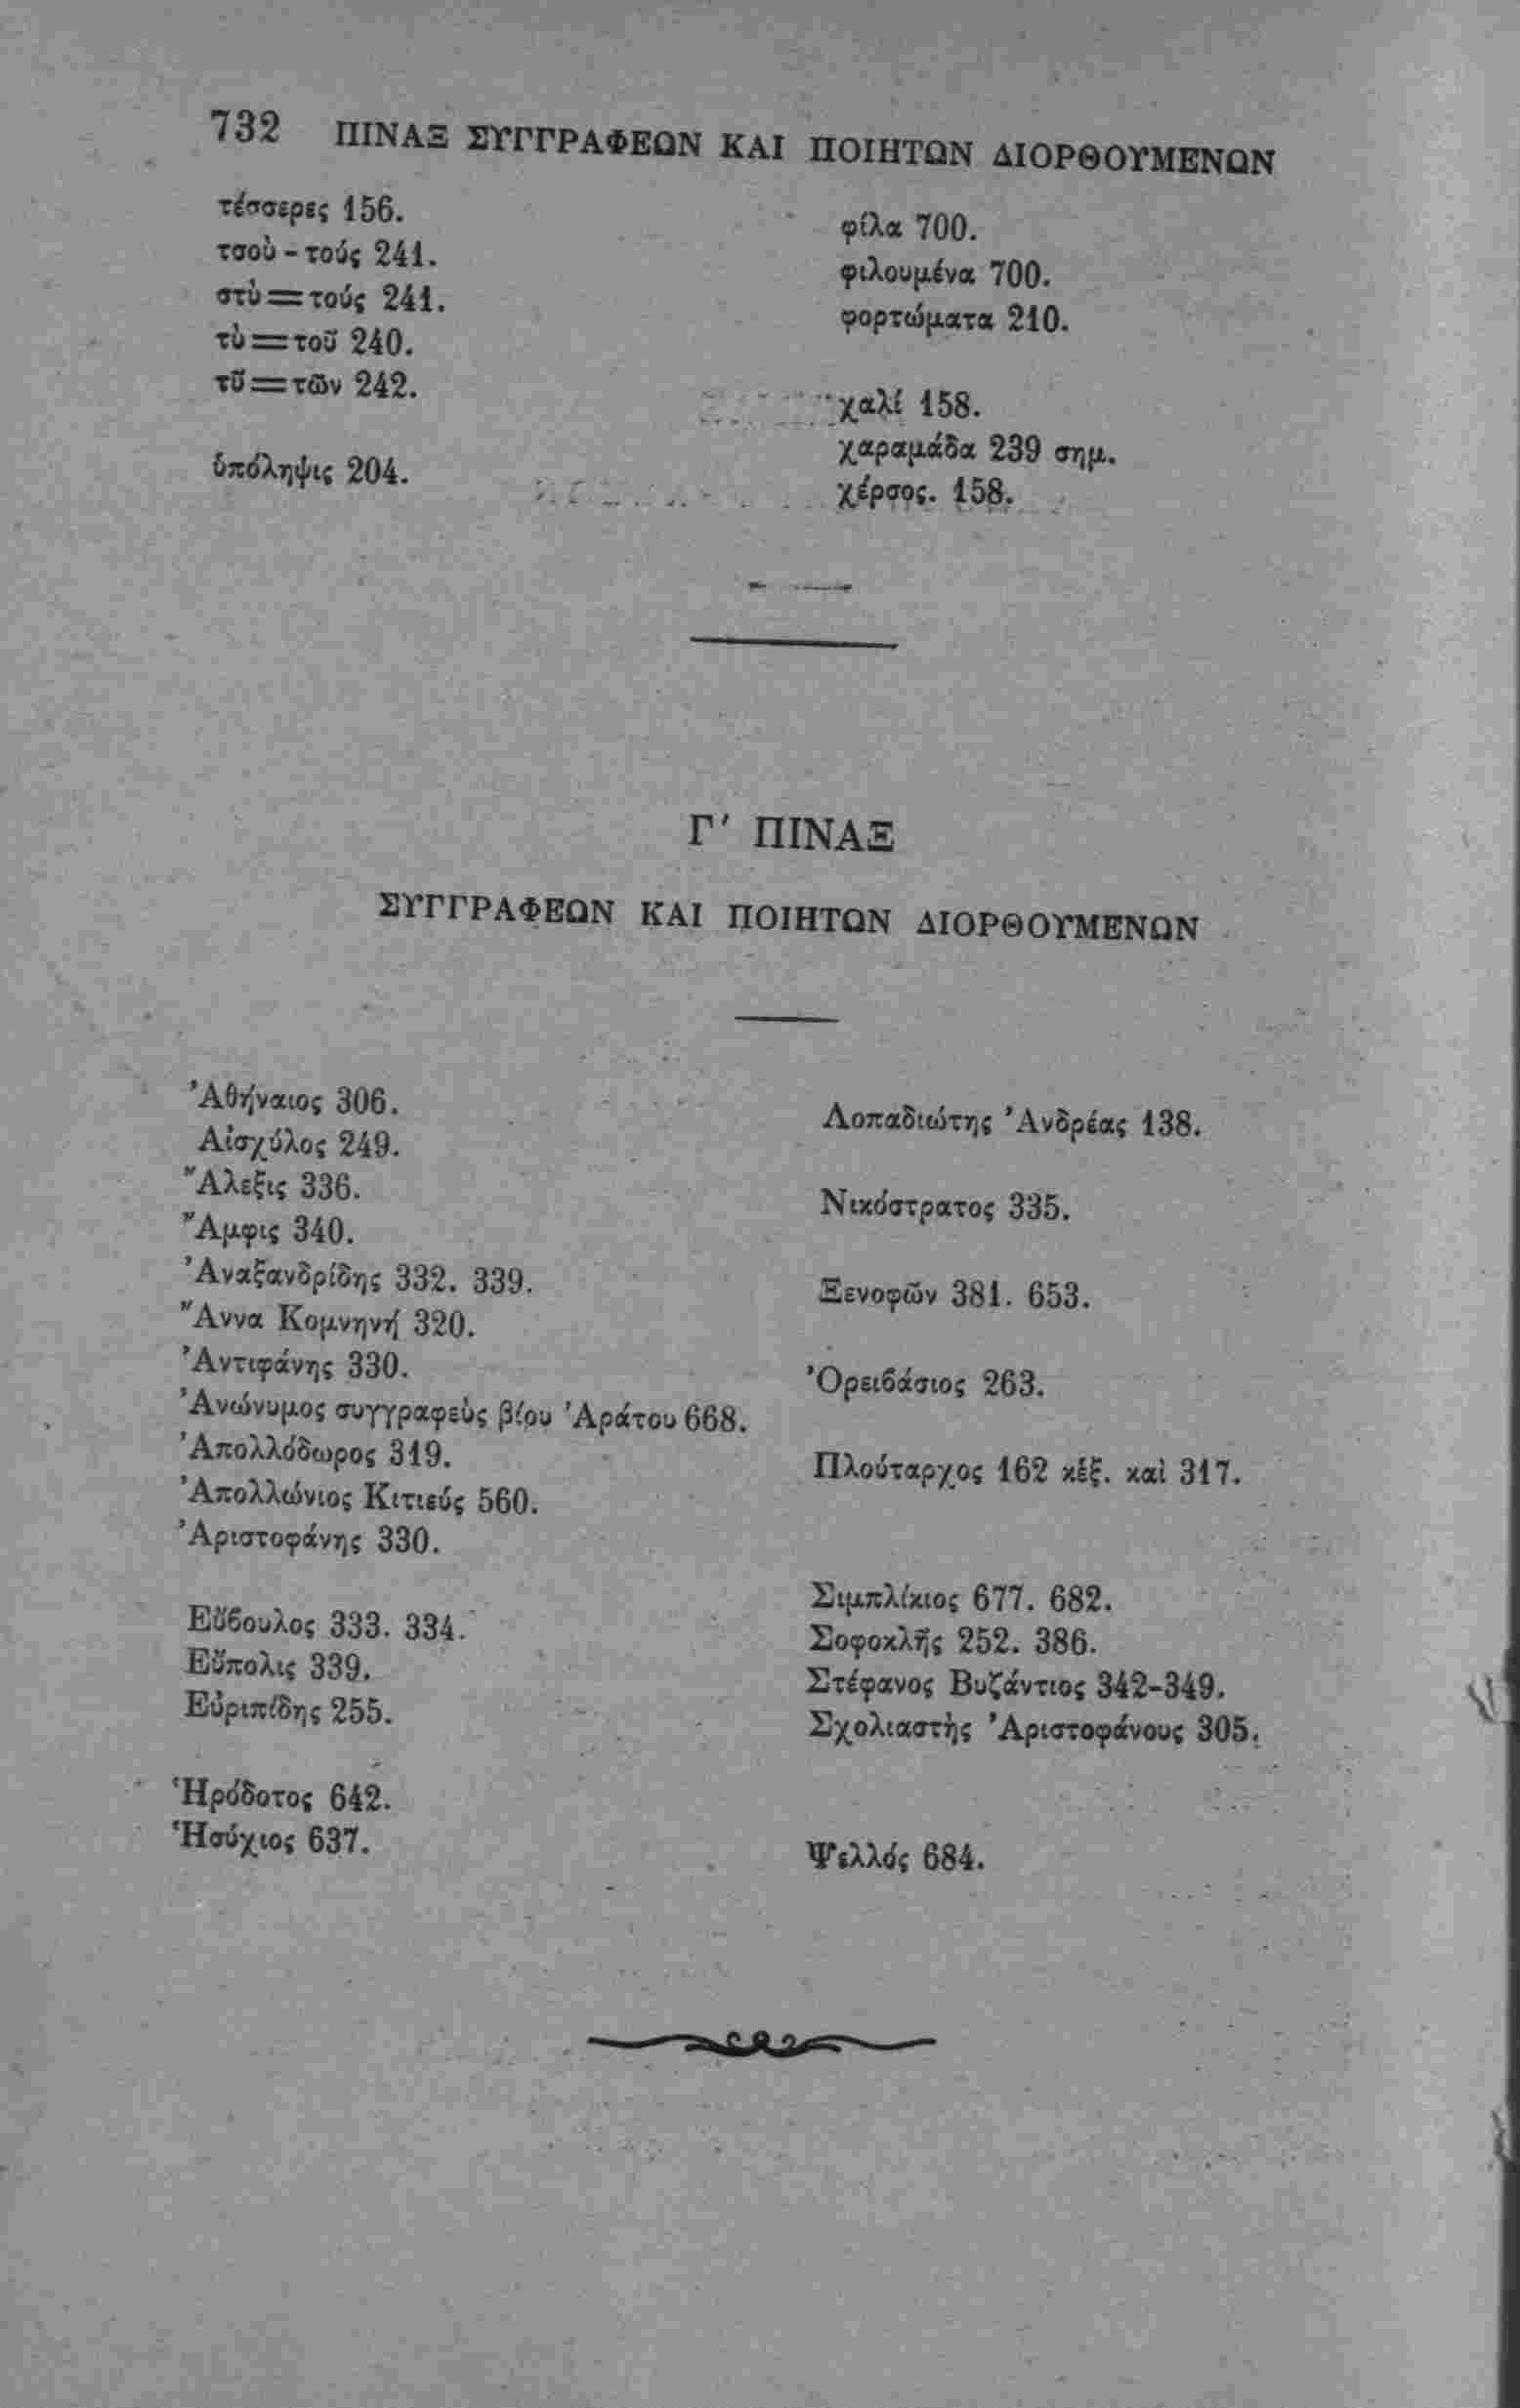 732 ΠΙΝΑΞ ΣΥΓΓΡΑΦΕΩΝ ΚΑΙ ΠΟΙΗΤΩΝ ΔΙΟΡΘΟΥΜΕΝΩΝ
τέσσερες 156.
τσοὺ - τούς 241.
στὺ=τούς 241.
τὺ=τοῦ 240.
τῦ=τῶν 242.
ὑπόληψις 204.
φίλα 700.
φιλουμένα 700.
φορτώματα 210.
χαλί 158.
χαραμάδα 239 σημ.
χέρσος. 158.
Γ' ΠΙΝΑΞ
ΣΥΓΓΡΑΦΕΩΝ ΚΑΙ ΠΟΙΗΤΩΝ ΔΙΟΡΘΟΥΜΕΝΩΝ
Ἀθήναιος 306.
Αἰσχύλος 249.
Ἄλεξις 336.
Ἄμφις 340.
Ἀναξανδρίδης 332. 339.
Ἄννα Κομνηνή 320.
Ἀντιφάνης 330.
Ἀνώνυμος συγγραφεὺς βίου Ἀράτου 668.
Ἀπολλόδωρος 319.
Ἀπολλώνιος Κιτιεύς 560.
Ἀριστοφάνης 330.
Εὔϐουλος 333. 334.
Εὔπολις 339.
Εὐριπίδης 255.
Ἡρόδοτος 642.
Ἡσύχιος 637.
Λοπαδιώτης Ἀνδρέας 138.
Νικόστρατος 335.
Ξενοφῶν 381. 653.
Ὀρειϐάσιος 263.
Πλούταρχος 162 κἑξ. καὶ 317.
Σιμπλίκιος 677. 682.
Σοφοκλῆς 252. 386.
Στέφανος Βυζάντιος 342-349.
Σχολιαστὴς Ἀριστοφάνους 305.
Ψελλός 684.